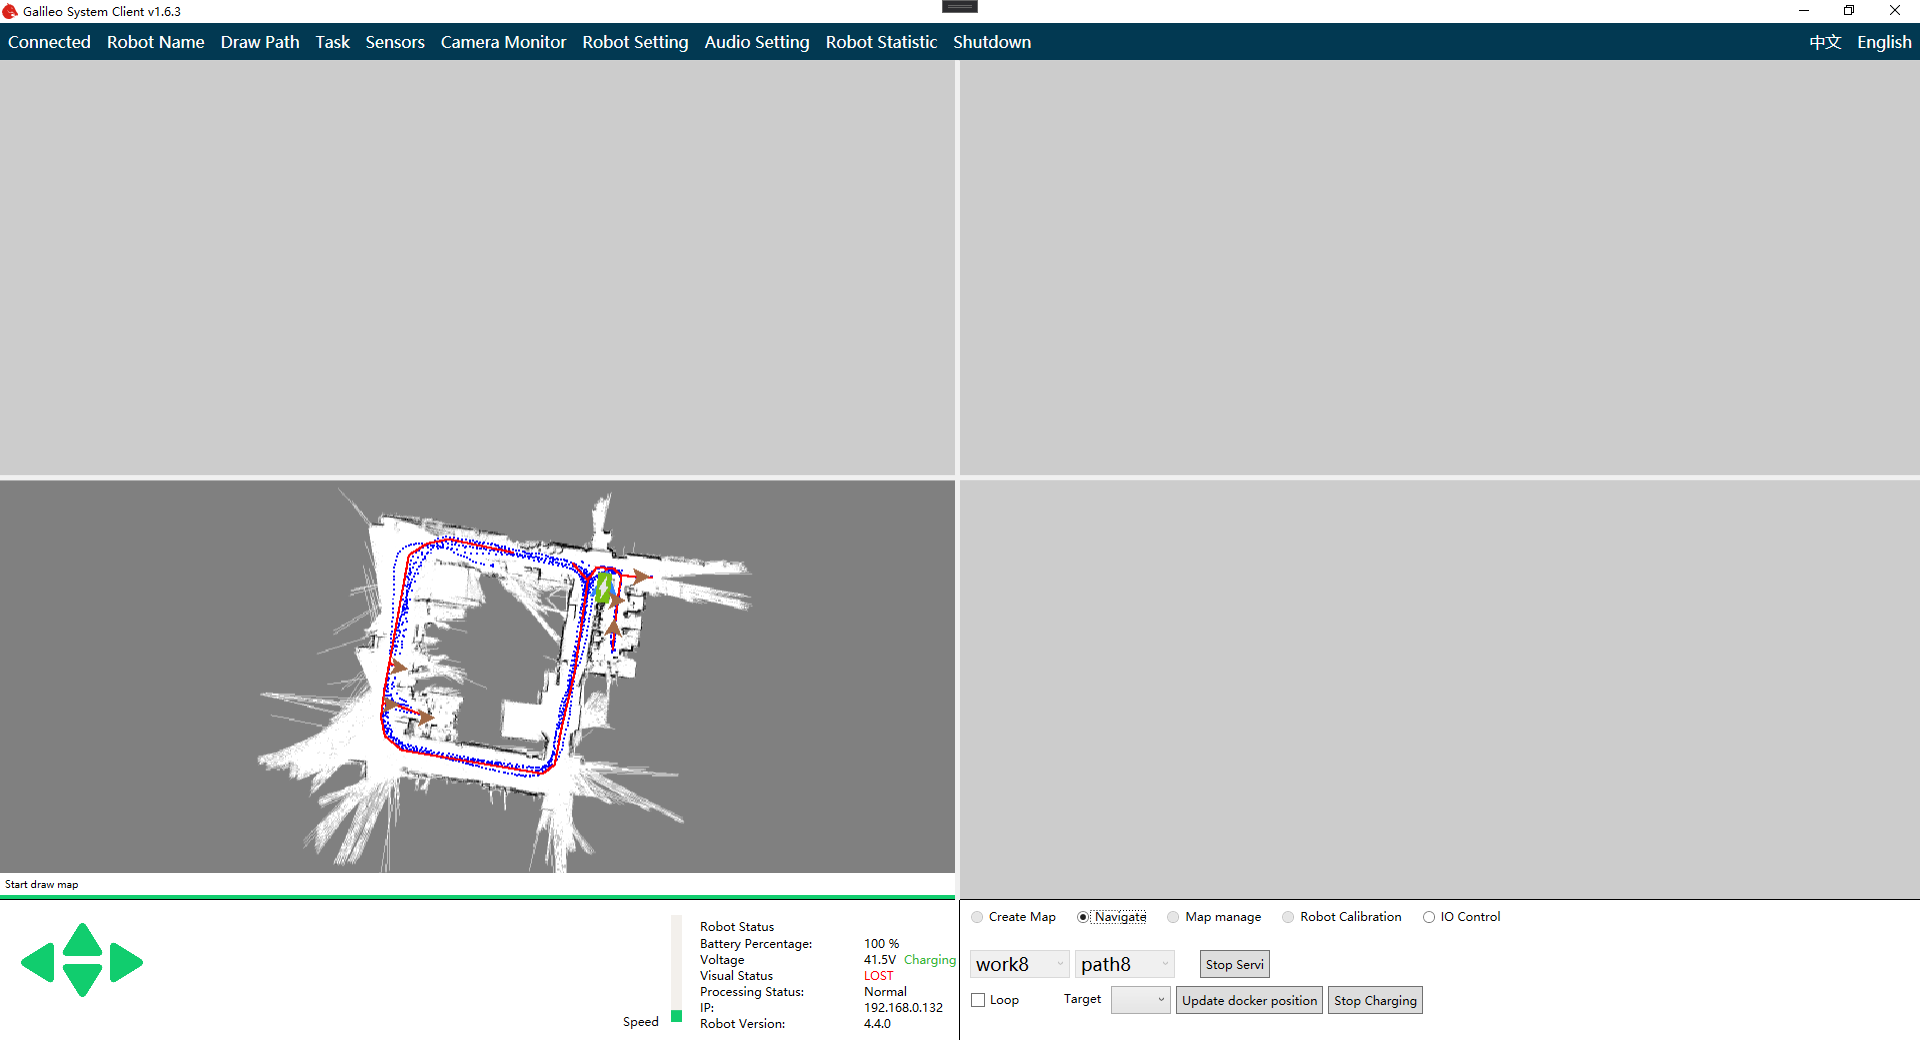 Galileo System Client v1.6.3
Connected Robot Name Draw Path Task Sensors Camera Monitor Robot Setting Audio Setting Robot Statistic Shutdown 中文 English
Start draw map
Speed
Robot Status
Battery Percentage: 100 %
Voltage 41.5V Charging
Visual Status LOST
Processing Status: Normal
IP: 192.168.0.132
Robot Version: 4.4.0
Create Map Navigate Map manage Robot Calibration IO Control
work8 path8 Stop Servi
Loop Target Update docker position Stop Charging